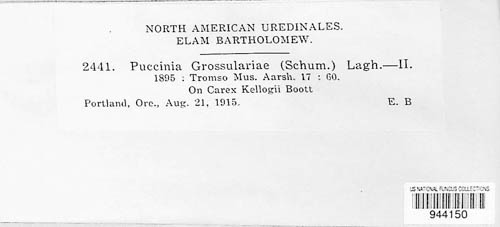 NORTH AMERICAN UREDINALES.
ELAM BARTHOLOMEW.
2441. Puccinia Grossulariae (Schum.) Lagh.—II.
1895 : Tromso Mus. Aarsh. 17 : 60.
On Carex Kellogii Boott
Portland, Ore., Aug. 21, 1915. E. B
US NATIONAL FUNGUS COLLECTIONS
944150